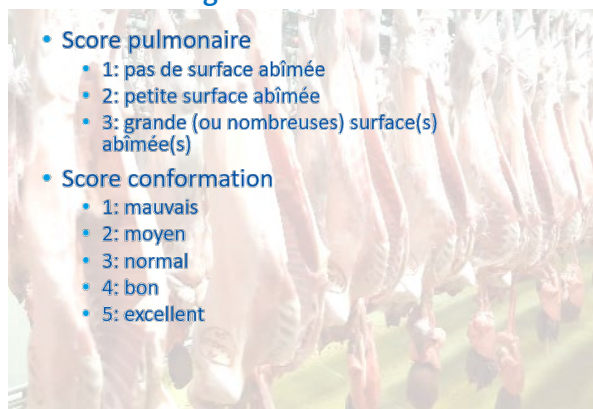 • Score pulmonaire
• 1: pas de surface abîmée
• 2: petite surface abîmée
• 3: grande (ou nombreuses) surface(s)
abîmée(s)
• Score conformation
• 1: mauvais
• 2: moyen
• 3: normal
• 4: bon
• 5: excellent